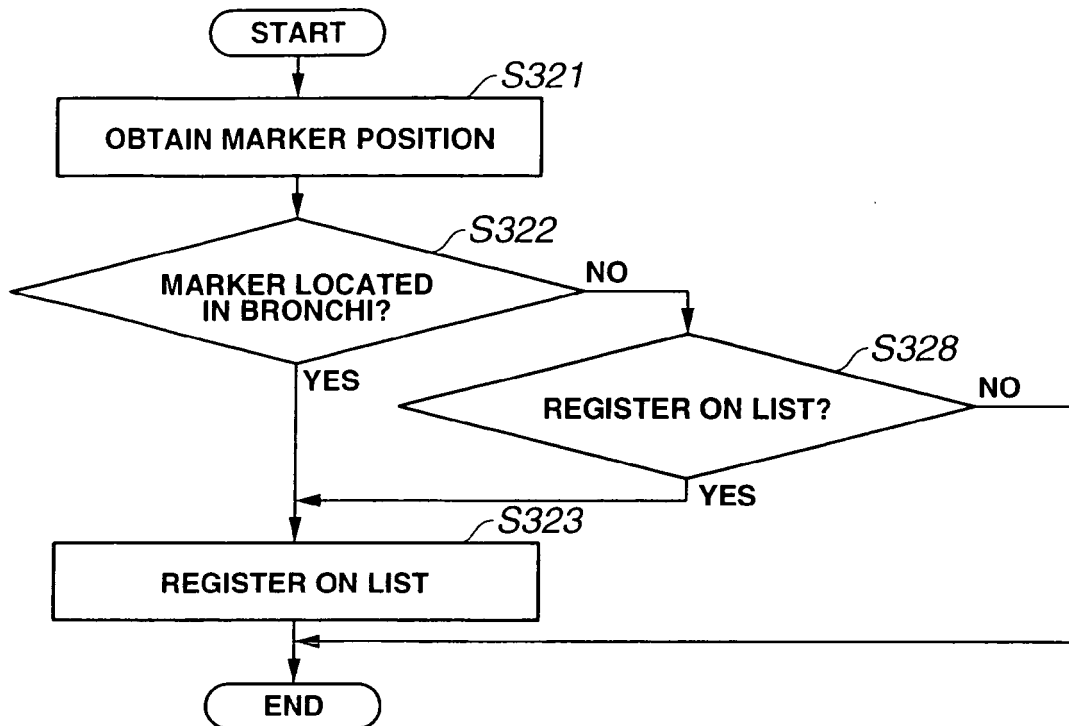 START
S321
OBTAIN MARKER POSITION
S322
MARKER LOCATED
IN BRONCHI?
NO
YES
S328
REGISTER ON LIST?
NO
YES
S323
REGISTER ON LIST
END